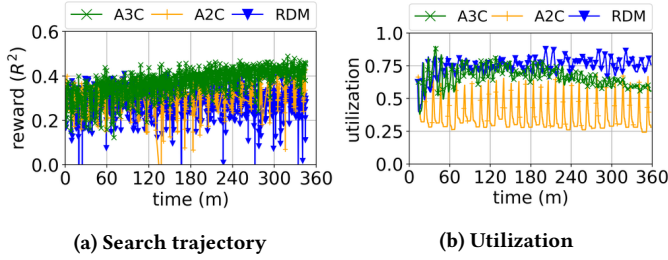 A3C A2C RDM
reward (R²)
0.6
0.4
0.2
0.0
0 60 120 180 240 300 360
time (m)
(a) Search trajectory
A3C A2C RDM
utilization
1.0
0.75
0.5
0.25
0.0
0 60 120 180 240 300 360
time (m)
(b) Utilization